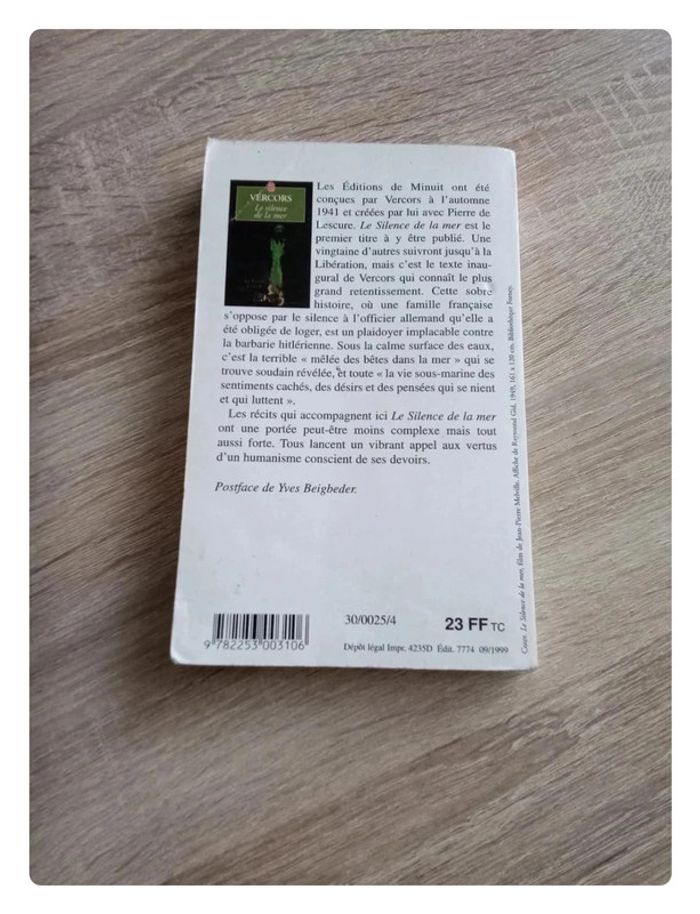 VERCORS
Le silence
de la mer
Les Éditions de Minuit ont été
conçues par Vercors à l'automne
1941 et créées par lui avec Pierre de
Lescure. Le Silence de la mer est le
premier titre à y être publié. Une
vingtaine d'autres suivront jusqu'à la
Libération, mais c'est le texte inau-
gural de Vercors qui connaît le plus
grand retentissement. Cette sobre
histoire, où une famille française
s'oppose par le silence à l'officier allemand qu'elle a
été obligée de loger, est un plaidoyer implacable contre
la barbarie hitlérienne. Sous la calme surface des eaux,
c'est la terrible « mêlée des bêtes dans la mer » qui se
trouve soudain révélée, et toute « la vie sous-marine des
sentiments cachés, des désirs et des pensées qui se nient
et qui luttent ».
Les récits qui accompagnent ici Le Silence de la mer
ont une portée peut-être moins complexe mais tout
aussi forte. Tous lancent un vibrant appel aux vertus
d'un humanisme conscient de ses devoirs.
Postface de Yves Beigbeder.
Couv. Le Silence de la mer, film de Jean-Pierre Melville. Affiche de Raymond Gid, 1949, 161 x 120 cm. Bibliothèque Forney.
30/0025/4
23 FF TC
9 782253 003106
Dépôt légal Impr. 4235D Édit. 7774 09/1999